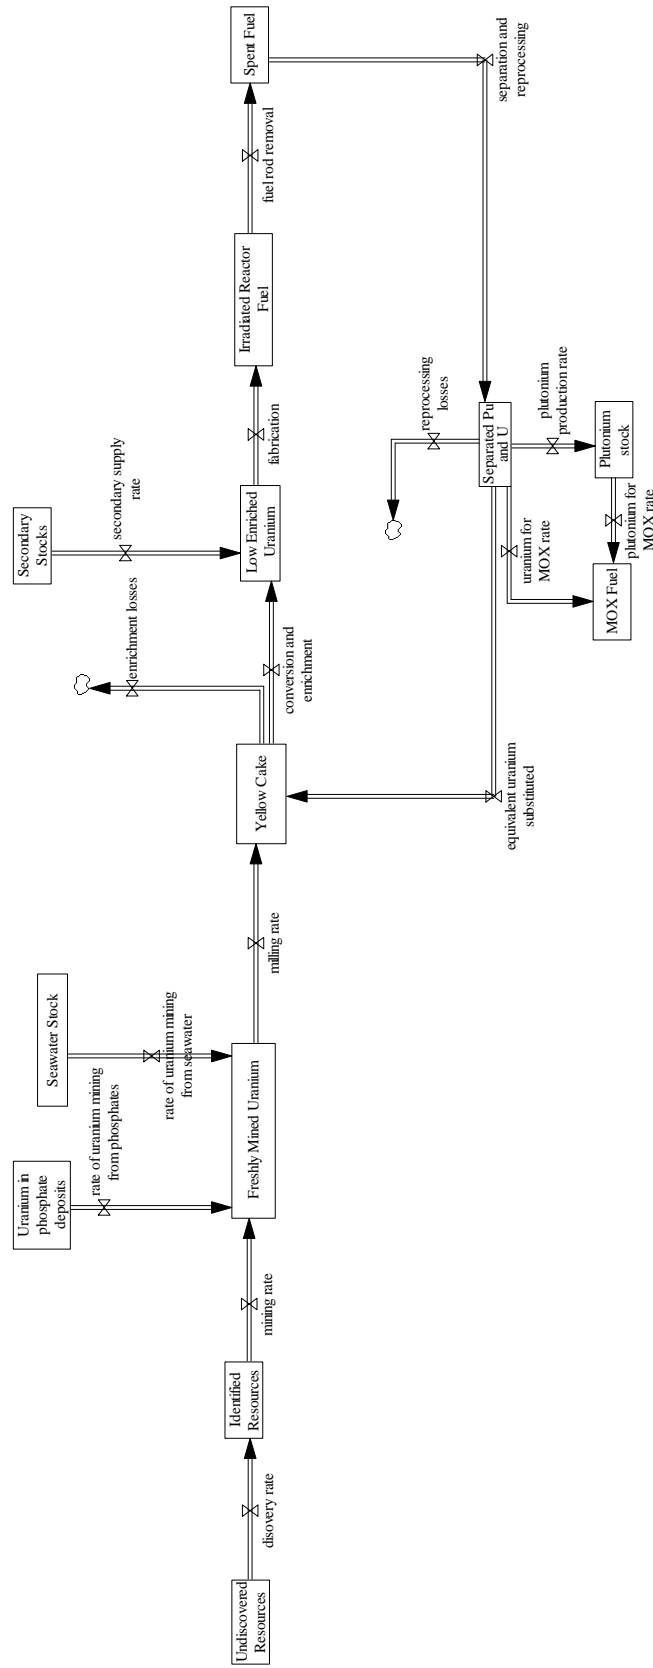 Undiscovered
Resources
disovery rate
Identified
Resources
mining rate
Uranium in
phosphate
deposits
rate of uranium mining
from phosphates
Seawater Stock
rate of uranium mining
from seawater
Freshly Mined Uranium
milling rate
Yellow Cake
enrichment losses
conversion and
enrichment
Secondary
Stocks
secondary supply
rate
Low Enriched
Uranium
fabrication
Irradiated Reactor
Fuel
fuel rod removal
Spent Fuel
separation and
reprocessing
Separated Pu
and U
reprocessing
losses
plutonium
production rate
Plutonium
stock
plutonium for
MOX rate
uranium for
MOX rate
MOX Fuel
equivalent uranium
substituted